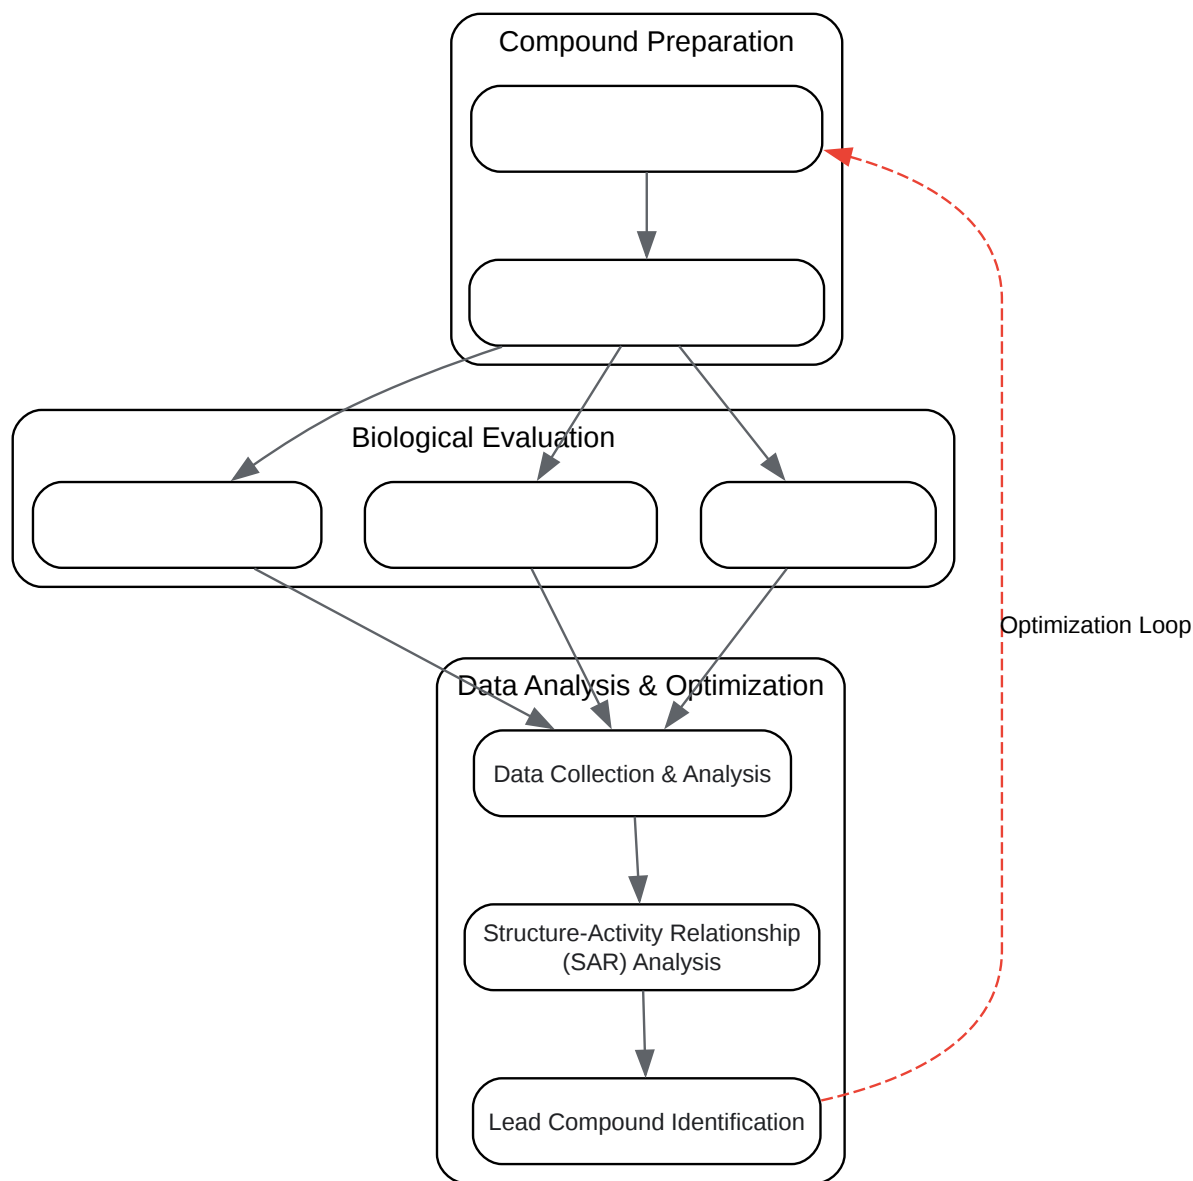 Compound Preparation
Biological Evaluation
Optimization Loop
Data Analysis & Optimization
Data Collection & Analysis
Structure-Activity Relationship
(SAR) Analysis
Lead Compound Identification